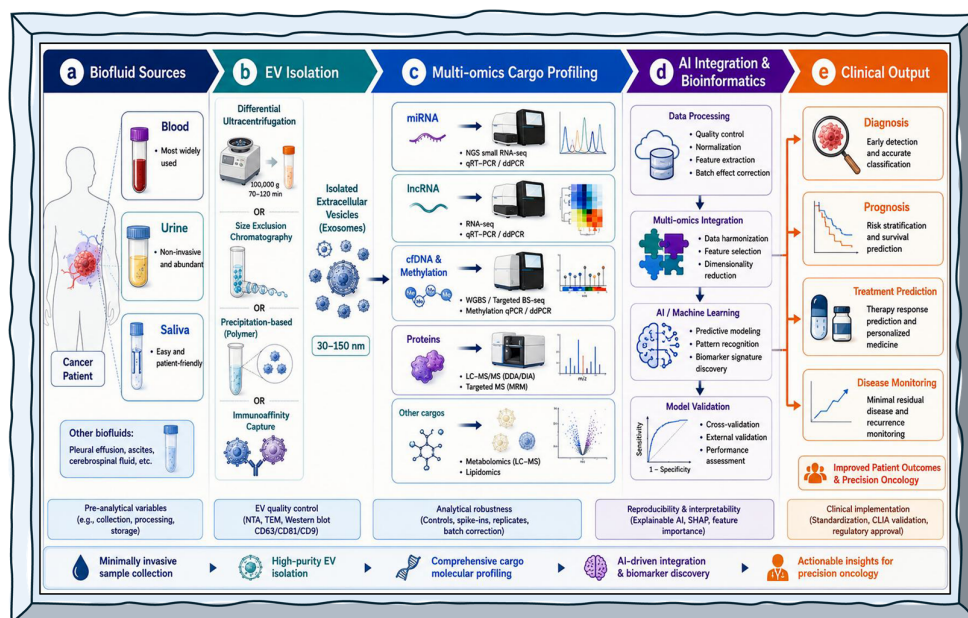 a Biofluid Sources
Blood
• Most widely
used
Urine
• Non-invasive
and abundant
Saliva
• Easy and
patient-friendly
Cancer
Patient
Other biofluids:
Pleural effusion, ascites,
cerebrospinal fluid, etc.
Pre-analytical variables
(e.g., collection, processing,
storage)
b EV Isolation
Differential
Ultracentrifugation
100,000 g
70–120 min
OR
Size Exclusion
Chromatography
OR
Precipitation-based
(Polymer)
OR
Immunoaffinity
Capture
Isolated
Extracellular
Vesicles
(Exosomes)
30–150 nm
EV quality control
(NTA, TEM, Western blot
CD63/CD81/CD9)
c Multi-omics Cargo Profiling
miRNA
• NGS small RNA-seq
• qRT-PCR / ddPCR
lncRNA
• RNA-seq
• qRT-PCR / ddPCR
cfDNA &
Methylation
Me
Me
Me
Me
• WGBS / Targeted BS-seq
• Methylation qPCR / ddPCR
Proteins
• LC-MS/MS (DDA/DIA)
• Targeted MS (MRM)
m/z
Other cargos
• Metabolomics (LC-MS)
• Lipidomics
Analytical robustness
(Controls, spike-ins, replicates,
batch correction)
d AI Integration &
Bioinformatics
Data Processing
• Quality control
• Normalization
• Feature extraction
• Batch effect correction
Multi-omics Integration
• Data harmonization
• Feature selection
• Dimensionality
reduction
AI / Machine Learning
• Predictive modeling
• Pattern recognition
• Biomarker signature
discovery
Model Validation
Sensitivity
1 – Specificity
• Cross-validation
• External validation
• Performance
assessment
Reproducibility & interpretability
(Explainable AI, SHAP, feature
importance)
e Clinical Output
Diagnosis
Early detection
and accurate
classification
Prognosis
Risk stratification
and survival
prediction
Treatment Prediction
Therapy response
prediction and
personalized
medicine
Disease Monitoring
Minimal residual
disease and
recurrence
monitoring
Improved Patient Outcomes
& Precision Oncology
Clinical implementation
(Standardization, CLIA validation,
regulatory approval)
Minimally invasive
sample collection
High-purity EV
isolation
Comprehensive cargo
molecular profiling
AI-driven integration
& biomarker discovery
Actionable insights for
precision oncology